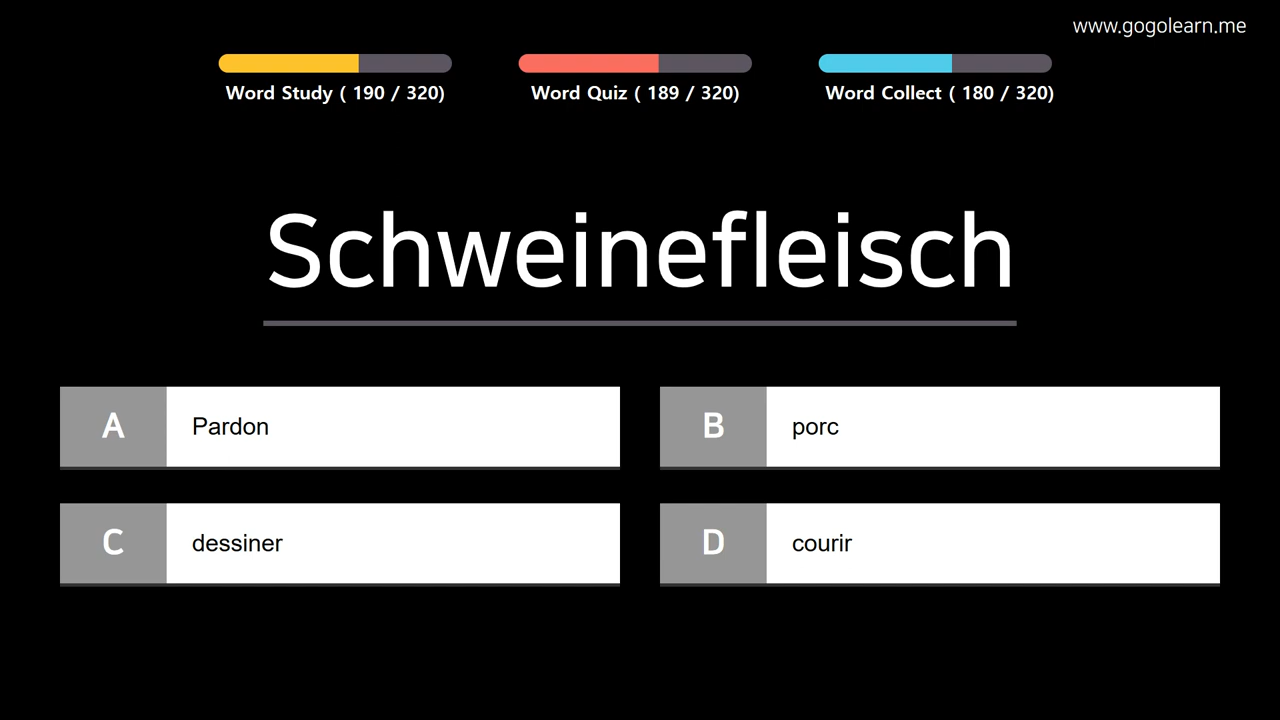 www.gogolearn.me
Word Study ( 190 / 320)
Word Quiz ( 189 / 320)
Word Collect ( 180 / 320)
Schweinefleisch
A Pardon
B porc
C dessiner
D courir